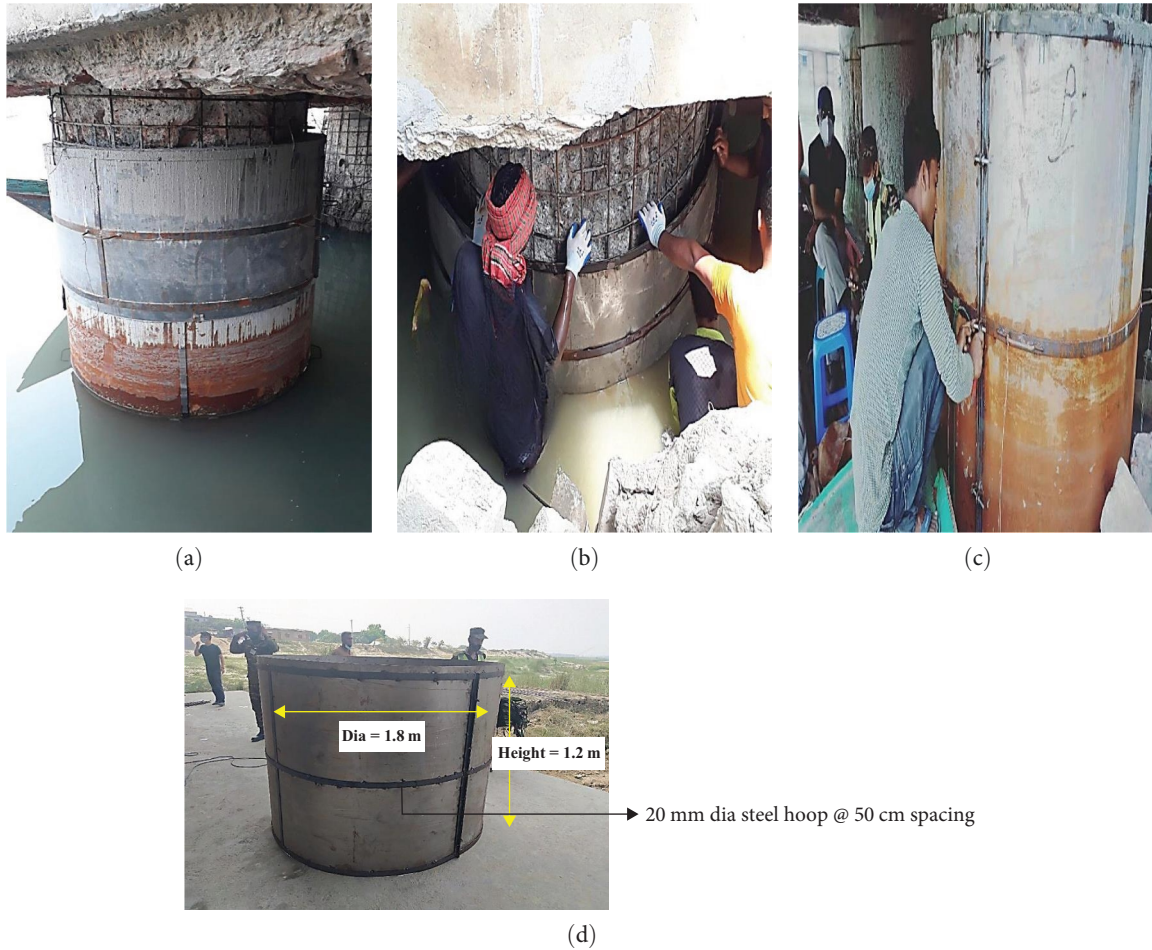 (a)
(b)
(c)
Dia = 1.8 m
Height = 1.2 m
20 mm dia steel hoop @ 50 cm spacing
(d)